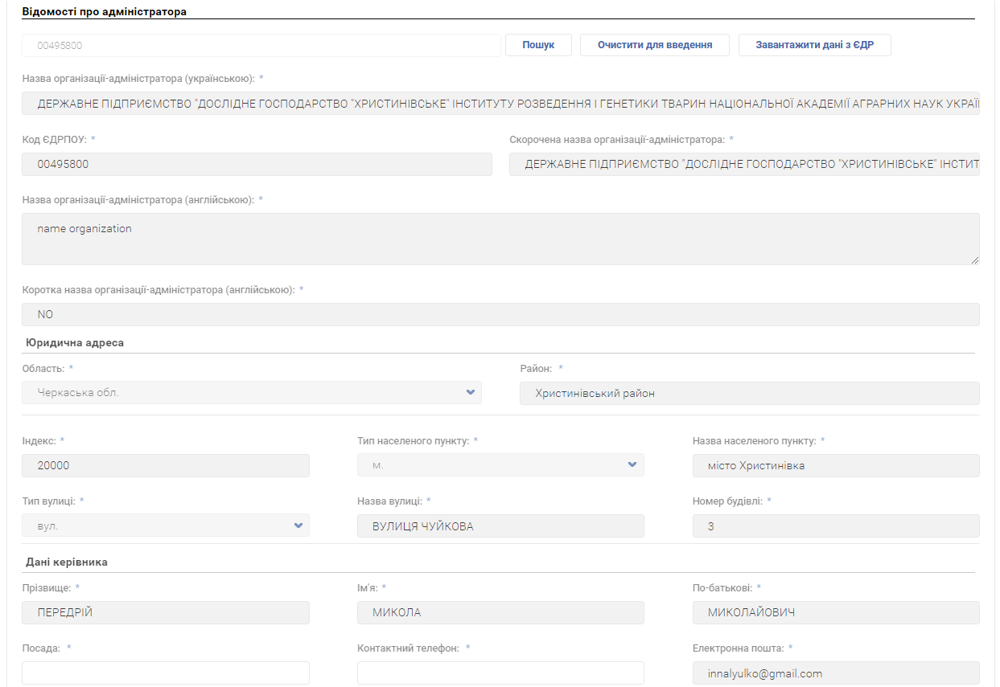 Відомості про адміністратора
00495800 Пошук Очистити для введення Завантажити дані з ЄДР
Назва організації-адміністратора (українською): *
ДЕРЖАВНЕ ПІДПРИЄМСТВО "ДОСЛІДНЕ ГОСПОДАРСТВО "ХРИСТИНІВСЬКЕ" ІНСТИТУТУ РОЗВЕДЕННЯ І ГЕНЕТИКИ ТВАРИН НАЦІОНАЛЬНОЇ АКАДЕМІЇ АГРАРНИХ НАУК УКРАЇ
Код ЄДРПОУ: * Скорочена назва організації-адміністратора: *
00495800 ДЕРЖАВНЕ ПІДПРИЄМСТВО "ДОСЛІДНЕ ГОСПОДАРСТВО "ХРИСТИНІВСЬКЕ" ІНСТИТ
Назва організації-адміністратора (англійською): *
name organization
Коротка назва організації-адміністратора (англійською): *
NO
Юридична адреса
Область: * Район: *
Черкаська обл. Христинівський район
Індекс: * Тип населеного пункту: * Назва населеного пункту: *
20000 м. місто Христинівка
Тип вулиці: * Назва вулиці: * Номер будівлі: *
вул. ВУЛИЦЯ ЧУЙКОВА 3
Дані керівника
Прізвище: * Ім'я: * По-батькові: *
ПЕРЕДРІЙ МИКОЛА МИКОЛАЙОВИЧ
Посада: * Контактний телефон: * Електронна пошта: *
innalyulko@gmail.com